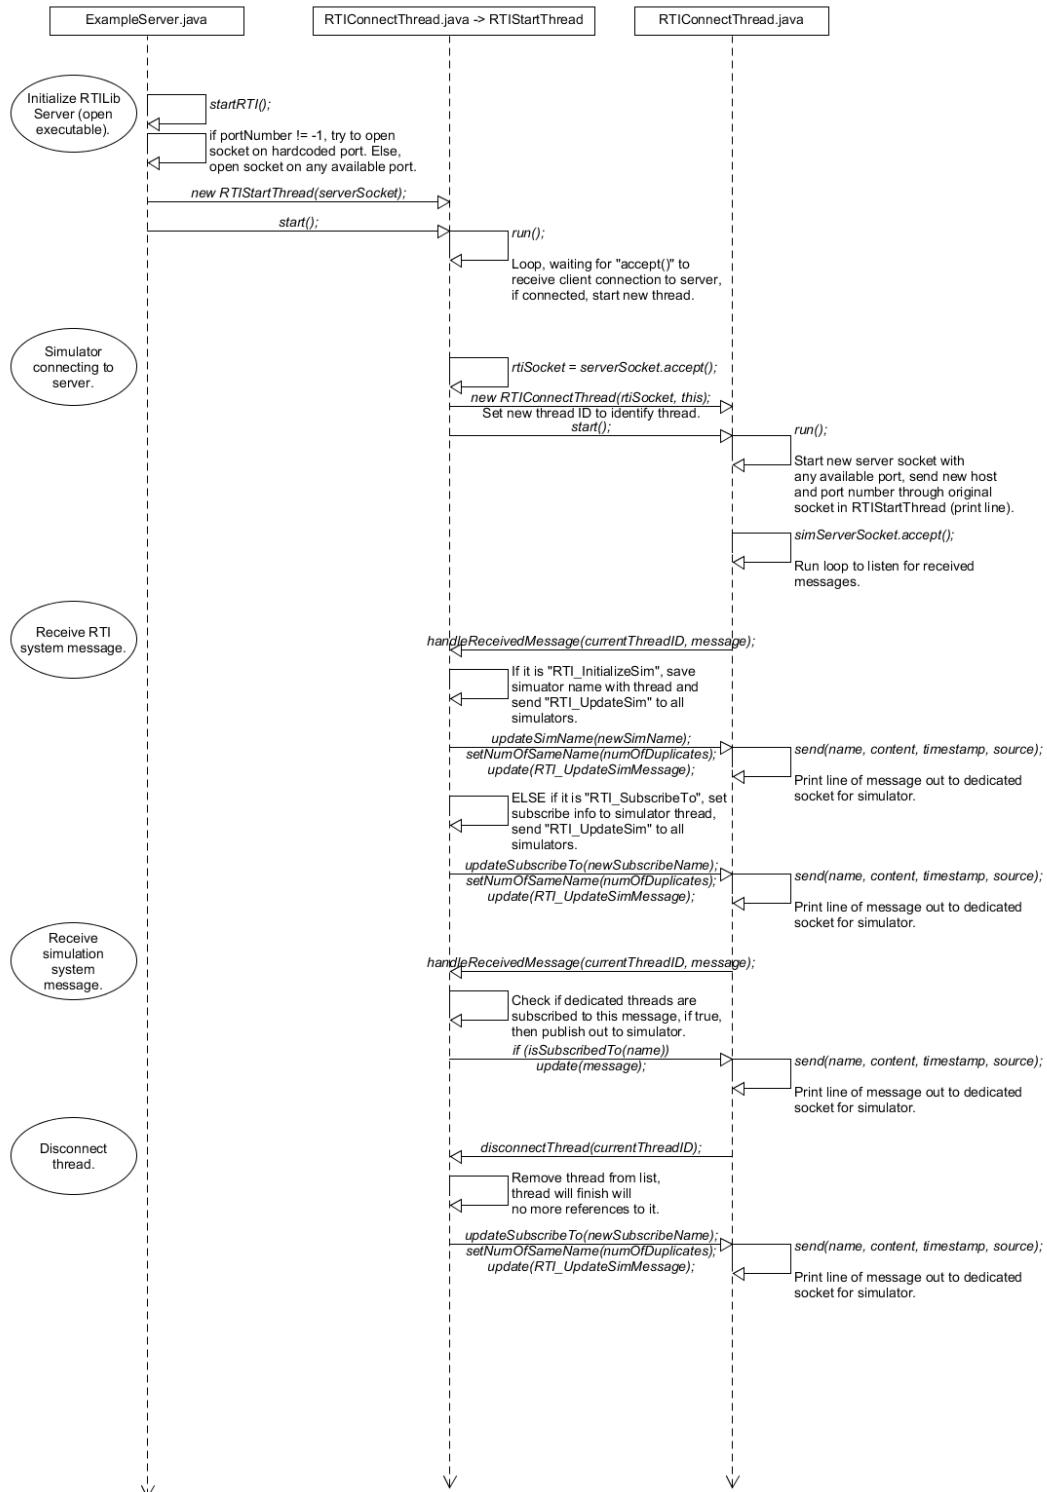 ExampleServer.java
RTIConnectThread.java -> RTIStartThread
RTIConnectThread.java
Initialize RTILib
Server (open
executable).
startRTI();
if portNumber != -1, try to open
socket on hardcoded port. Else,
open socket on any available port.
new RTIStartThread(serverSocket);
start();
run();
Loop, waiting for "accept()" to
receive client connection to server,
if connected, start new thread.
Simulator
connecting to
server.
rtiSocket = serverSocket.accept();
new RTIConnectThread(rtiSocket, this);
Set new thread ID to identify thread.
start();
run();
Start new server socket with
any available port, send new host
and port number through original
socket in RTIStartThread (print line).
simServerSocket.accept();
Run loop to listen for received
messages.
Receive RTI
system message.
handleReceivedMessage(currentThreadID, message);
If it is "RTI_InitializeSim", save
simuator name with thread and
send "RTI_UpdateSim" to all
simulators.
updateSimName(newSimName);
setNumOfSameName(numOfDuplicates);
update(RTI_UpdateSimMessage);
send(name, content, timestamp, source);
Print line of message out to dedicated
socket for simulator.
ELSE if it is "RTI_SubscribeTo", set
subscribe info to simulator thread,
send "RTI_UpdateSim" to all
simulators.
updateSubscribeTo(newSubscribeName);
setNumOfSameName(numOfDuplicates);
update(RTI_UpdateSimMessage);
send(name, content, timestamp, source);
Print line of message out to dedicated
socket for simulator.
Receive
simulation
system
message.
handleReceivedMessage(currentThreadID, message);
Check if dedicated threads are
subscribed to this message, if true,
then publish out to simulator.
if (isSubscribedTo(name))
update(message);
send(name, content, timestamp, source);
Print line of message out to dedicated
socket for simulator.
Disconnect
thread.
disconnectThread(currentThreadID);
Remove thread from list,
thread will finish will
no more references to it.
updateSubscribeTo(newSubscribeName);
setNumOfSameName(numOfDuplicates);
update(RTI_UpdateSimMessage);
send(name, content, timestamp, source);
Print line of message out to dedicated
socket for simulator.